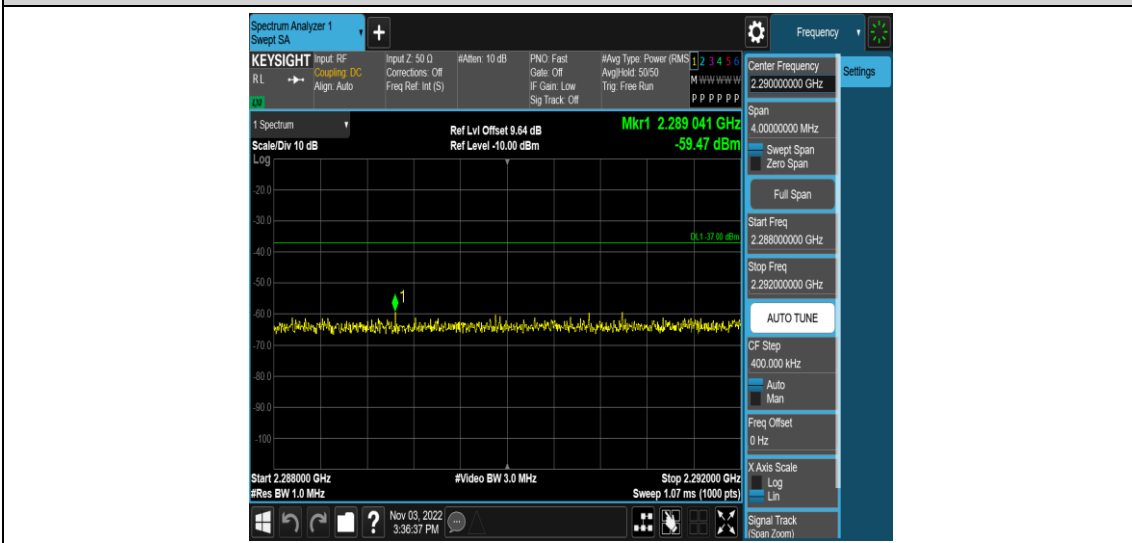 Spectrum Analyzer 1
Swept SA
+
Frequency
KEYSIGHT
RL
LW
Input: RF
Coupling: DC
Align: Auto
Input Z: 50 Ω
Corrections: Off
Freq Ref: Int (S)
#Atten: 10 dB
PNO: Fast
Gate: Off
IF Gain: Low
Sig Track: Off
#Avg Type: Power (RMS
Avg|Hold: 50/50
Trig: Free Run
1 2 3 4 5 6
M W W W W W
P P P P P P
1 Spectrum
Ref Lvl Offset 9.64 dB
Mkr1 2.289 041 GHz
Scale/Div 10 dB
Ref Level -10.00 dBm
-59.47 dBm
Log
-20.0
-30.0
DL1 -37.00 dBm
-40.0
-50.0
1
-60.0
-70.0
-80.0
-90.0
-100
Start 2.288000 GHz
#Video BW 3.0 MHz
Stop 2.292000 GHz
#Res BW 1.0 MHz
Sweep 1.07 ms (1000 pts)
?
Nov 03, 2022
3:36:37 PM
Center Frequency
2.290000000 GHz
Settings
Span
4.00000000 MHz
Swept Span
Zero Span
Full Span
Start Freq
2.288000000 GHz
Stop Freq
2.292000000 GHz
AUTO TUNE
CF Step
400.000 kHz
Auto
Man
Freq Offset
0 Hz
X Axis Scale
Log
Lin
Signal Track
(Span Zoom)